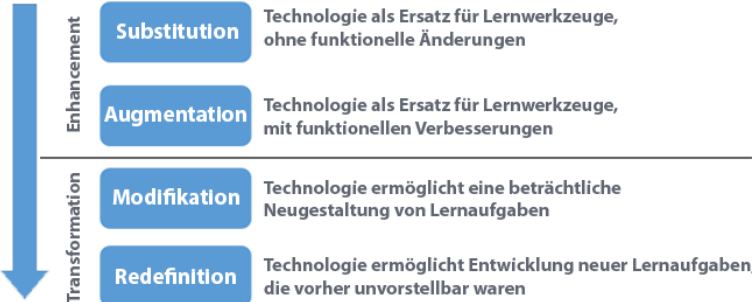 Enhancement
Substitution
Technologie als Ersatz für Lernwerkzeuge,
ohne funktionelle Änderungen
Augmentation
Technologie als Ersatz für Lernwerkzeuge,
mit funktionellen Verbesserungen
Transformation
Modifikation
Technologie ermöglicht eine beträchtliche
Neugestaltung von Lernaufgaben
Redefinition
Technologie ermöglicht Entwicklung neuer Lernaufgaben,
die vorher unvorstellbar waren